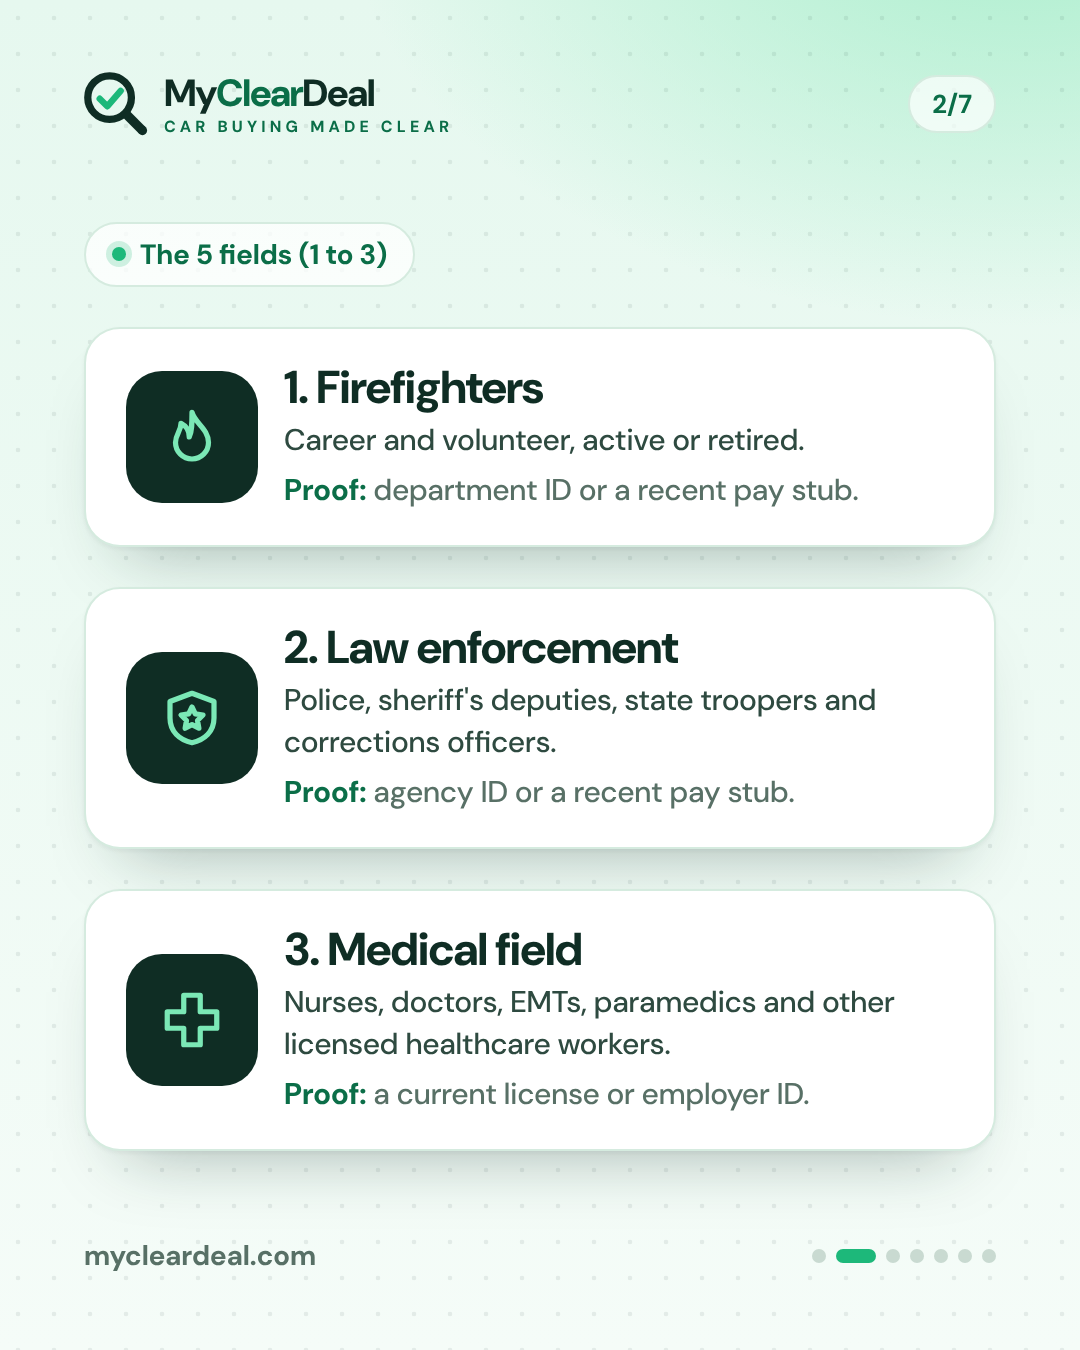 MyClearDeal
CAR BUYING MADE CLEAR
2/7
The 5 fields (1 to 3)
1. Firefighters
Career and volunteer, active or retired.
Proof: department ID or a recent pay stub.
2. Law enforcement
Police, sheriff's deputies, state troopers and
corrections officers.
Proof: agency ID or a recent pay stub.
3. Medical field
Nurses, doctors, EMTs, paramedics and other
licensed healthcare workers.
Proof: a current license or employer ID.
mycleardeal.com